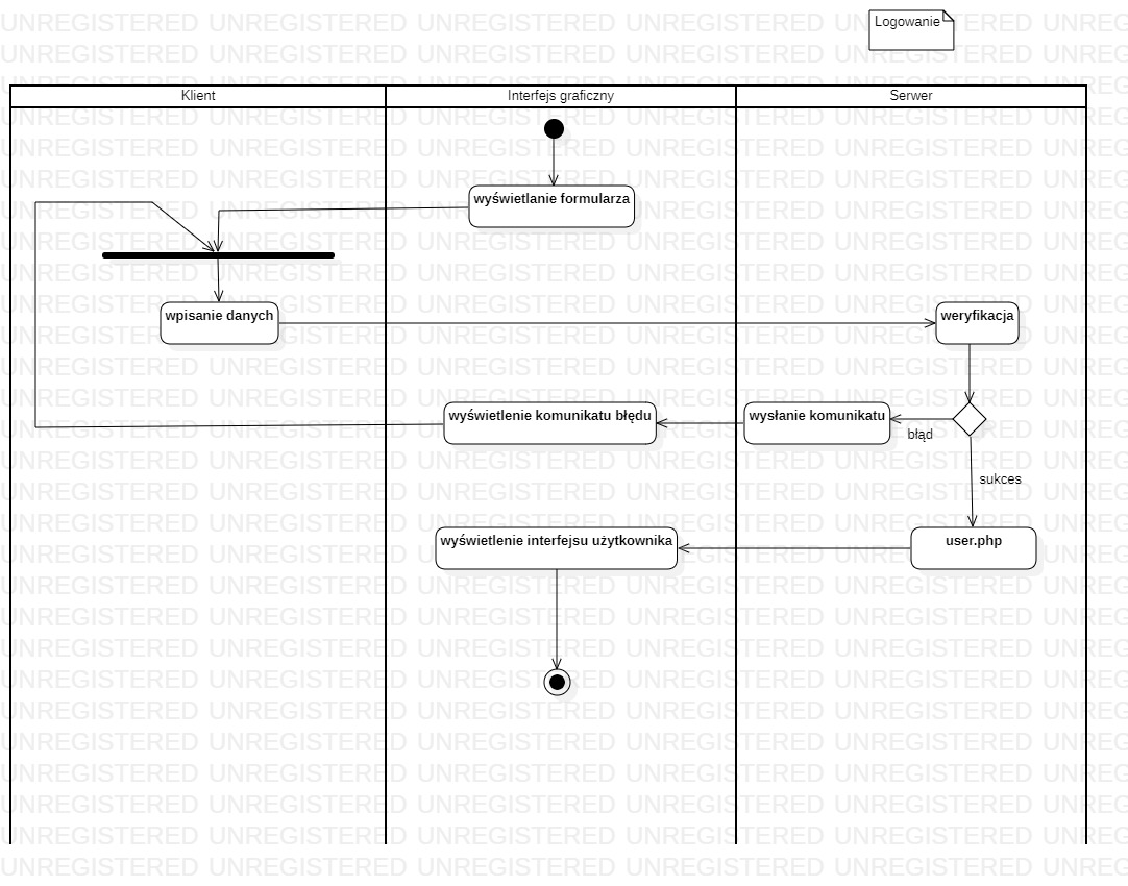 Logowanie
Klient
Interfejs graficzny
Serwer
wyświetlanie formularza
wpisanie danych
weryfikacja
wyświetlenie komunikatu błędu
wysłanie komunikatu
błąd
sukces
wyświetlenie interfejsu użytkownika
user.php
UNREGISTERED